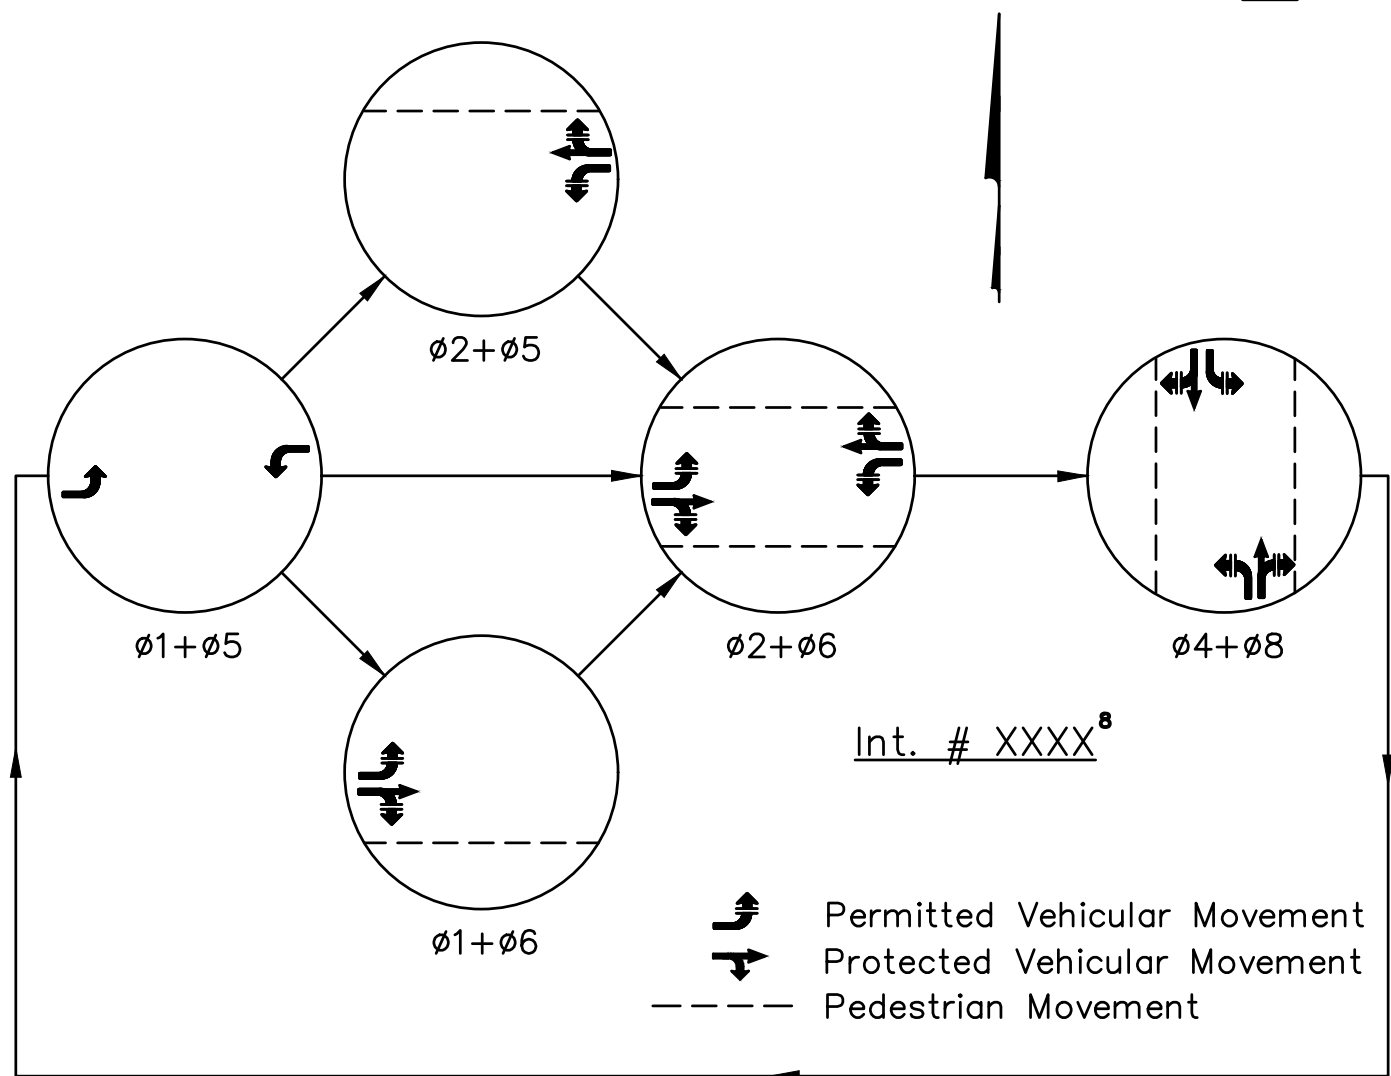 ø2+ø5
ø1+ø5
ø2+ø6
ø4+ø8
Int. # XXXX⁸
ø1+ø6
Permitted Vehicular Movement
Protected Vehicular Movement
Pedestrian Movement